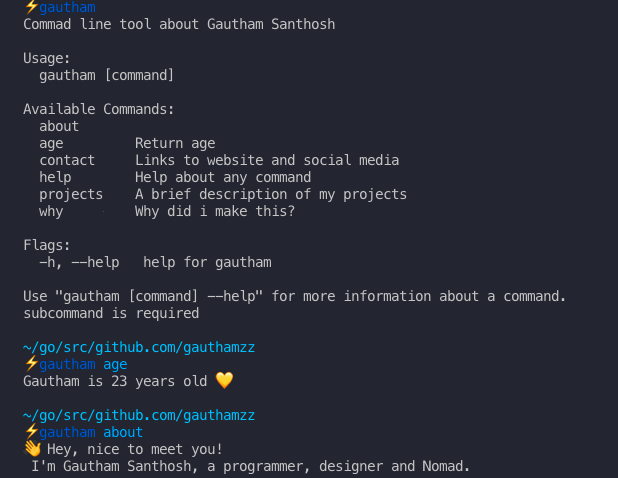 ⚡gautham
Commad line tool about Gautham Santhosh
Usage:
  gautham [command]
Available Commands:
  about
  age         Return age
  contact     Links to website and social media
  help        Help about any command
  projects    A brief description of my projects
  why         Why did i make this?
Flags:
  -h, --help   help for gautham
Use "gautham [command] --help" for more information about a command.
subcommand is required
~/go/src/github.com/gauthamzz
⚡gautham age
Gautham is 23 years old 💛
~/go/src/github.com/gauthamzz
⚡gautham about
👋 Hey, nice to meet you!
 I'm Gautham Santhosh, a programmer, designer and Nomad.